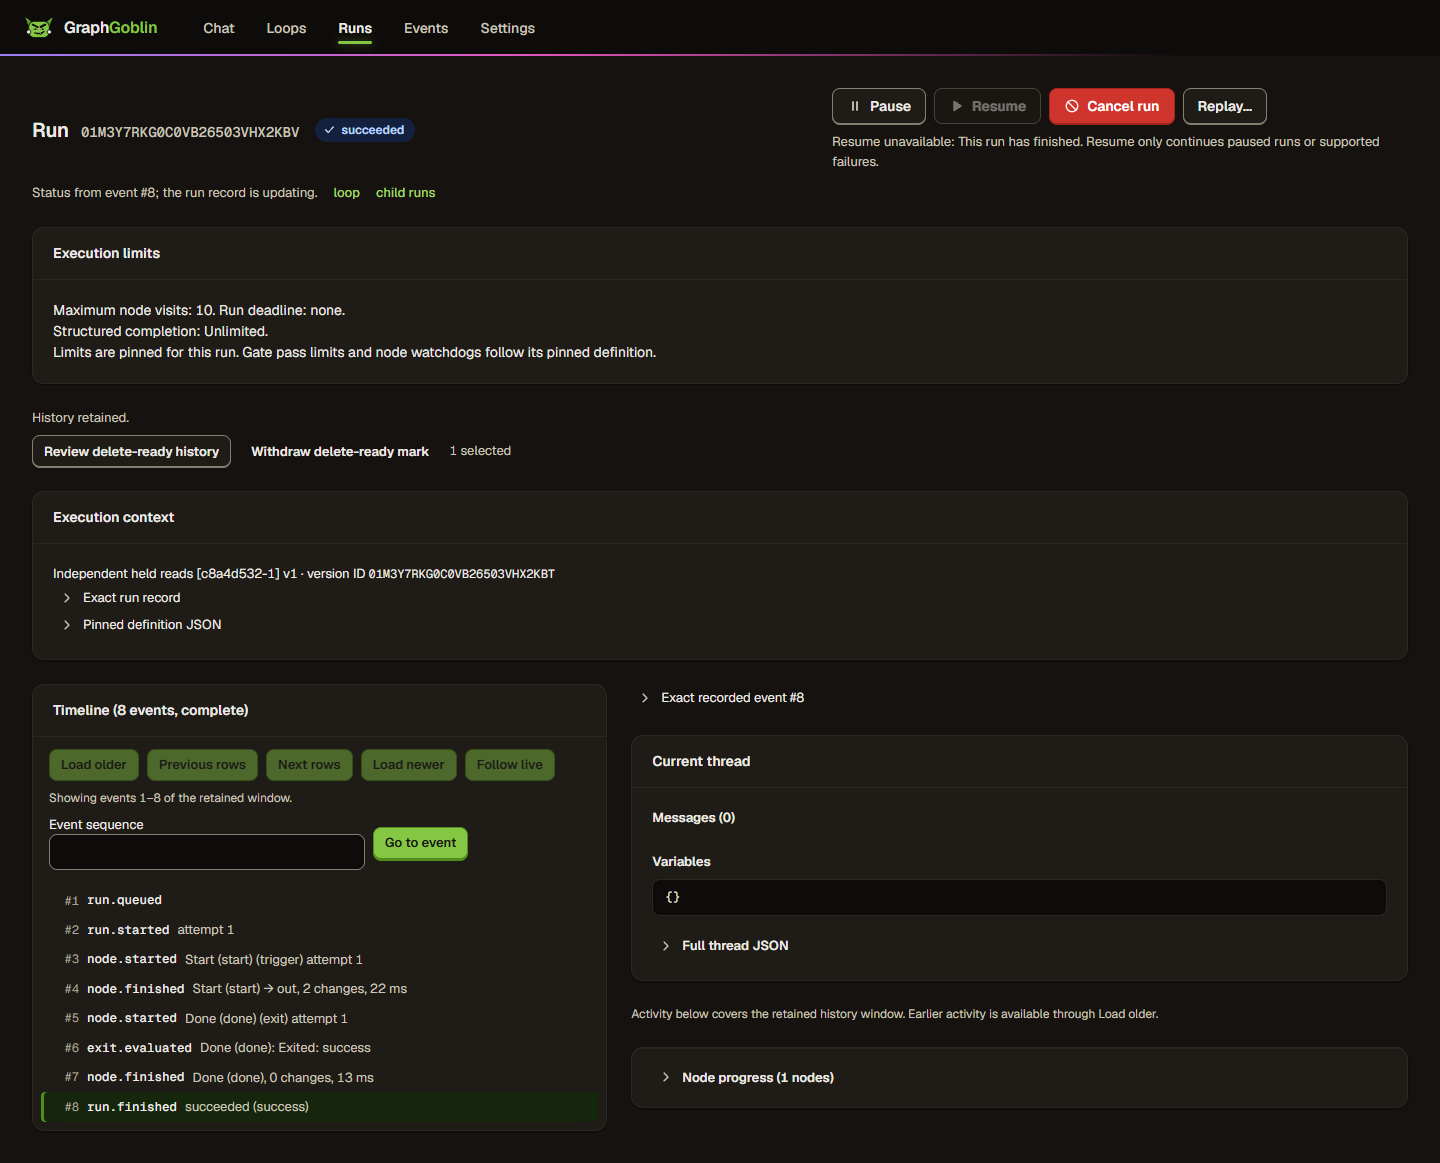 GraphGoblin
Chat Loops Runs Events Settings
Pause Resume Cancel run Replay...
Run 01M3Y7RKG0C0VB26503VHX2KBV succeeded
Resume unavailable: This run has finished. Resume only continues paused runs or supported
failures.
Status from event #8; the run record is updating. loop child runs
Execution limits
Maximum node visits: 10. Run deadline: none.
Structured completion: Unlimited.
Limits are pinned for this run. Gate pass limits and node watchdogs follow its pinned definition.
History retained.
Review delete-ready history Withdraw delete-ready mark 1 selected
Execution context
Independent held reads [c8a4d532-1] v1 · version ID 01M3Y7RKG0C0VB26503VHX2KBT
Exact run record
Pinned definition JSON
Timeline (8 events, complete)
Load older Previous rows Next rows Load newer Follow live
Showing events 1–8 of the retained window.
Event sequence
Go to event
#1 run.queued
#2 run.started attempt 1
#3 node.started Start (start) (trigger) attempt 1
#4 node.finished Start (start) → out, 2 changes, 22 ms
#5 node.started Done (done) (exit) attempt 1
#6 exit.evaluated Done (done): Exited: success
#7 node.finished Done (done), 0 changes, 13 ms
#8 run.finished succeeded (success)
Exact recorded event #8
Current thread
Messages (0)
Variables
{}
Full thread JSON
Activity below covers the retained history window. Earlier activity is available through Load older.
Node progress (1 nodes)